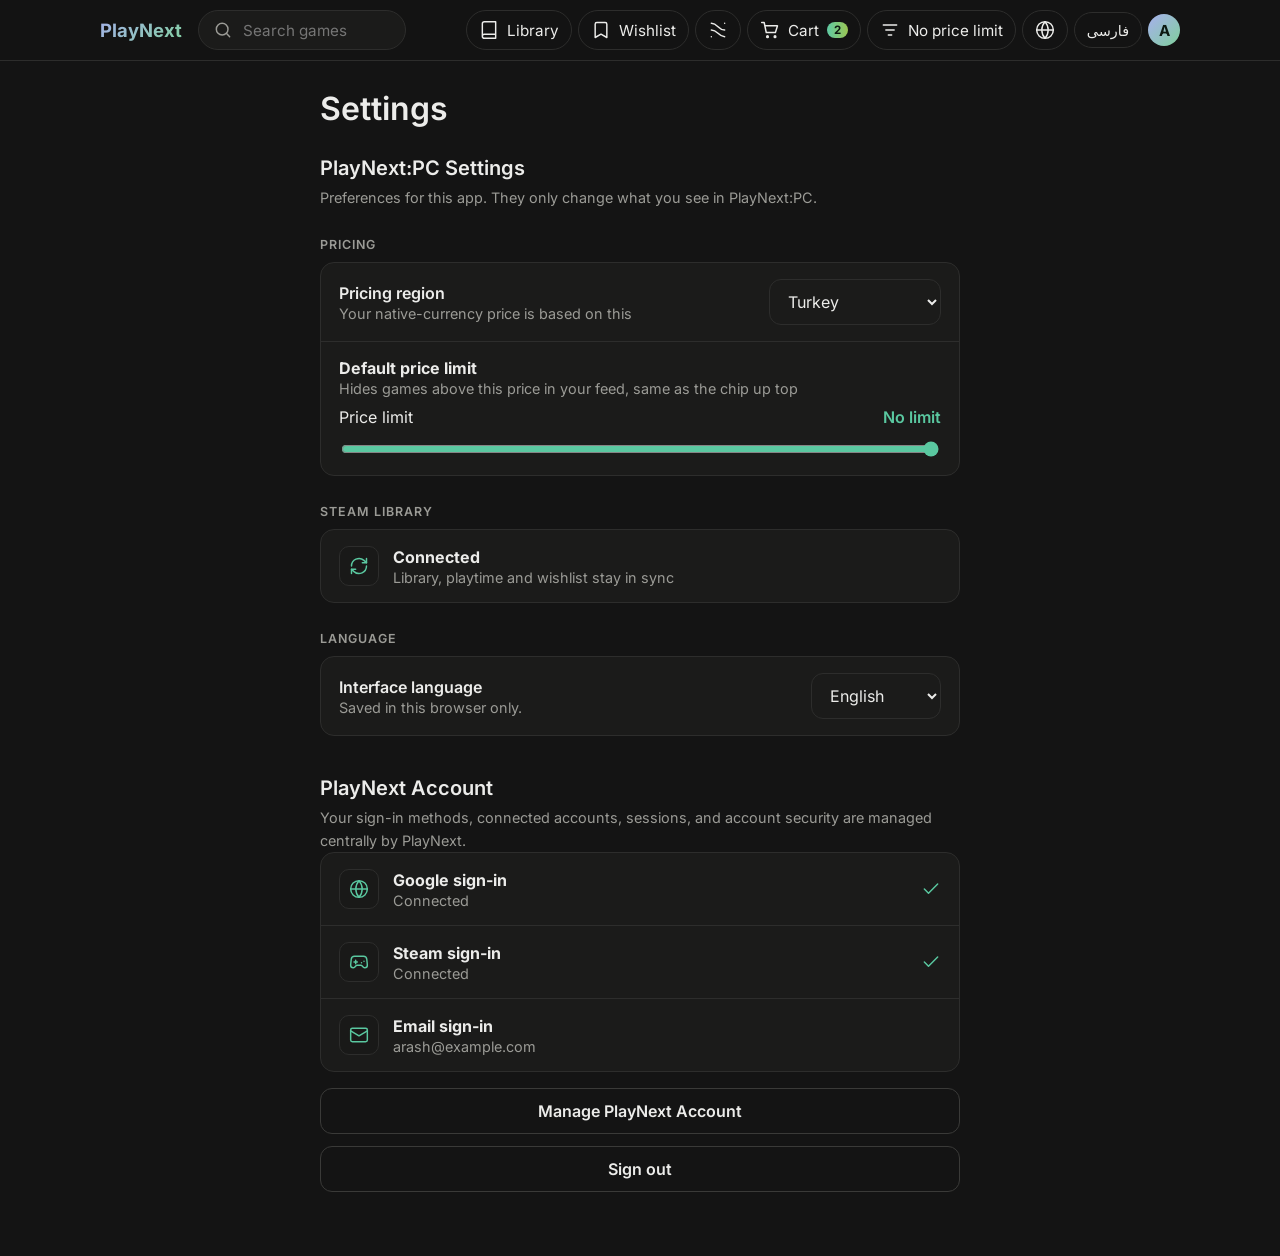 PlayNext
Search games
Library
Wishlist
Cart 2
No price limit
فارسی
A
Settings
PlayNext:PC Settings
Preferences for this app. They only change what you see in PlayNext:PC.
PRICING
Pricing region
Your native-currency price is based on this
Turkey
Default price limit
Hides games above this price in your feed, same as the chip up top
Price limit
No limit
STEAM LIBRARY
Connected
Library, playtime and wishlist stay in sync
LANGUAGE
Interface language
Saved in this browser only.
English
PlayNext Account
Your sign-in methods, connected accounts, sessions, and account security are managed
centrally by PlayNext.
Google sign-in
Connected
Steam sign-in
Connected
Email sign-in
arash@example.com
Manage PlayNext Account
Sign out